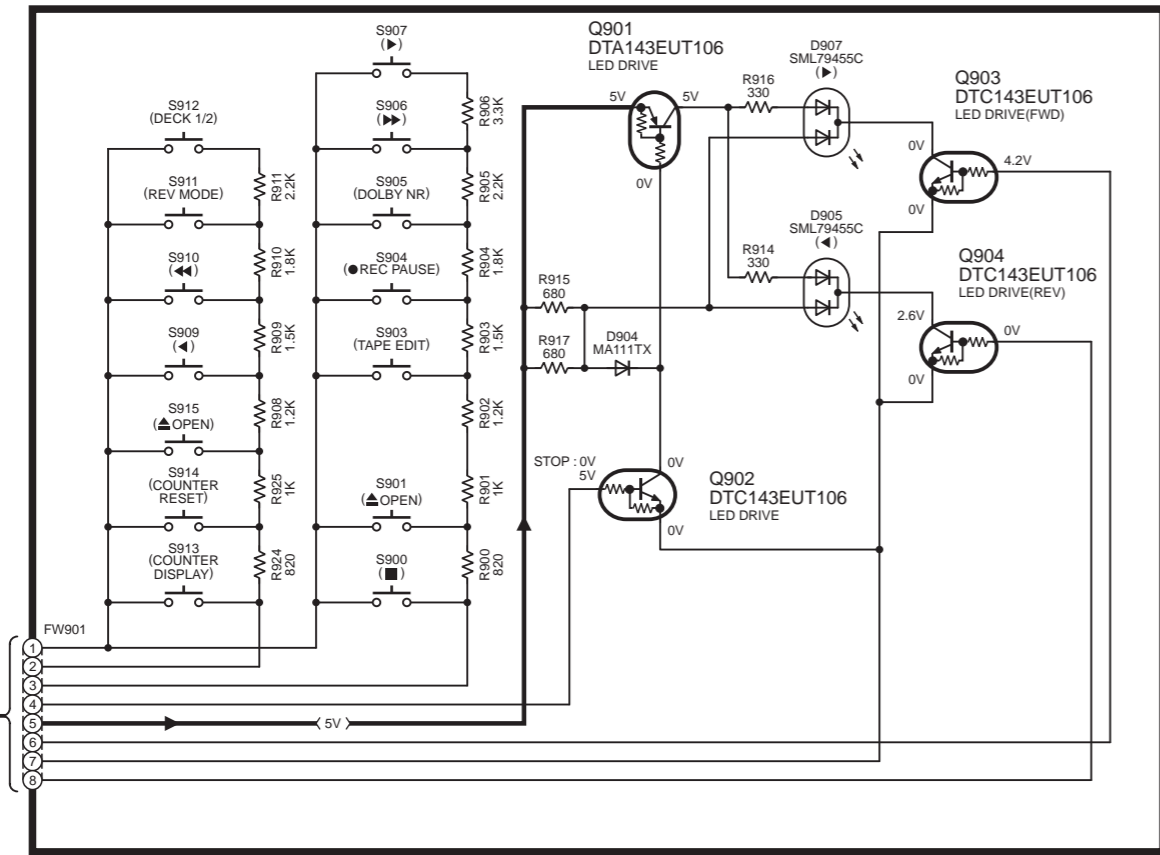 S907
(▶)
S906
(▶▶)
R906
3.3K
S912
(DECK 1/2)
S911
(REV MODE)
R911
2.2K
S905
(DOLBY NR)
R905
2.2K
S910
(◀◀)
R910
1.8K
S904
(●REC PAUSE)
R904
1.8K
S909
(◀)
R909
1.5K
S903
(TAPE EDIT)
R903
1.5K
S915
(⏏OPEN)
R908
1.2K
R902
1.2K
S914
(COUNTER
RESET)
R925
1K
S901
(⏏OPEN)
R901
1K
S913
(COUNTER
DISPLAY)
R924
820
S900
(■)
R900
820
Q901
DTA143EUT106
LED DRIVE
5V
5V
0V
R916
330
D907
SML79455C
(▶)
Q903
DTC143EUT106
LED DRIVE(FWD)
0V
4.2V
0V
D905
SML79455C
(◀)
R914
330
Q904
DTC143EUT106
LED DRIVE(REV)
2.6V
0V
0V
R915
680
R917
680
D904
MA111TX
STOP : 0V
5V
0V
0V
Q902
DTC143EUT106
LED DRIVE
FW901
1
2
3
4
5
5V
6
7
8